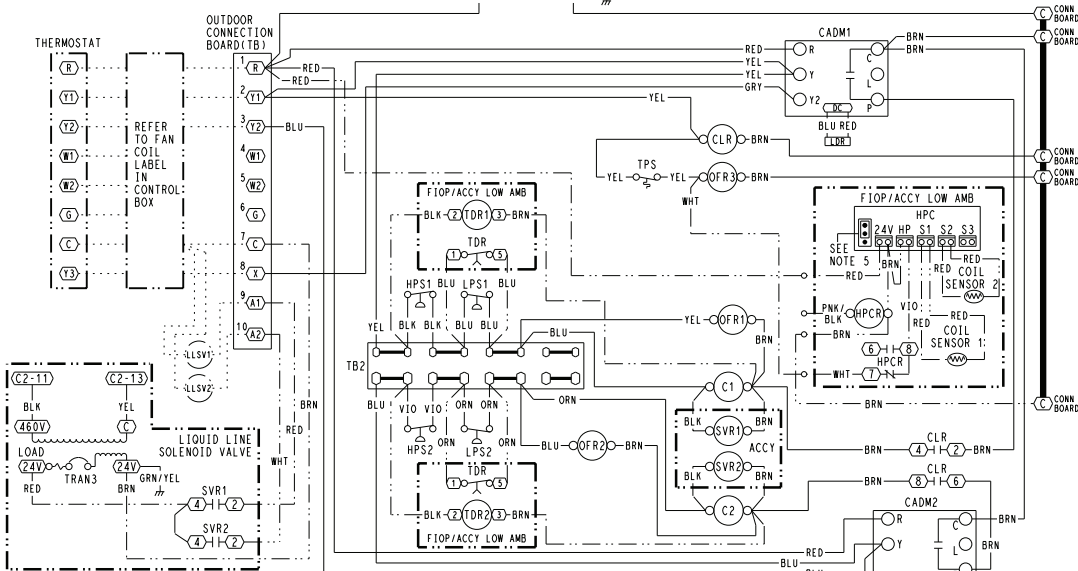 CONN
BOARD
C
CONN
BOARD
C
OUTDOOR
CONNECTION
BOARD(TB)
THERMOSTAT
R
Y1
Y2
W1
W2
G
C
Y3
REFER
TO FAN
COIL
LABEL
IN
CONTROL
BOX
1 R
2 Y1
3 Y2
4 W1
5 W2
6 G
7 C
8 X
9 A1
10 A2
RED
RED
BLU
RED
YEL
YEL
GRY
CADM1
R
Y
Y2
C
L
P
DC
BLU RED
LDR
BRN
BRN
YEL
CLR
BRN
C
CONN
BOARD
TPS
YEL
YEL
OFR3
BRN
C
CONN
BOARD
WHT
FIOP/ACCY LOW AMB
BLK 2 TDR1 3 BRN
TDR
1 5
HPS1
BLU
LPS1
BLU
YEL
BLK
BLK
BLU
BLU
TB2
BLU
YEL
OFR1
BRN
FIOP/ACCY LOW AMB
HPC
24V HP S1 S2 S3
SEE
NOTE 5
RED
BRN
RED
RED
COIL
SENSOR 2
PNK/
BLK
HPCR
VIO
RED
RED
BRN
COIL
SENSOR 1
6 8
HPCR
WHT 7
BRN
C
CONN
BOARD
LLSV1
LLSV2
C2-11
C2-13
BLK
YEL
460V
C
LIQUID LINE
SOLENOID VALVE
LOAD
24V
TRAN3
24V
GRN/YEL
RED
BRN
SVR1
4 2
SVR2
4 2
BRN
RED
WHT
BLU
VIO
VIO
ORN
ORN
ORN
HPS2
LPS2
ORN
ORN
TDR
1 5
BLK 2 TDR2 3 BRN
FIOP/ACCY LOW AMB
BLU
OFR2
BRN
C1
BLK
BRN
SVR1
ACCY
SVR2
BLK
BRN
C2
CLR
BRN 4 2 BRN
CLR
BRN 8 6
CADM2
R
Y
C
L
BRN
BRN
RED
BLU